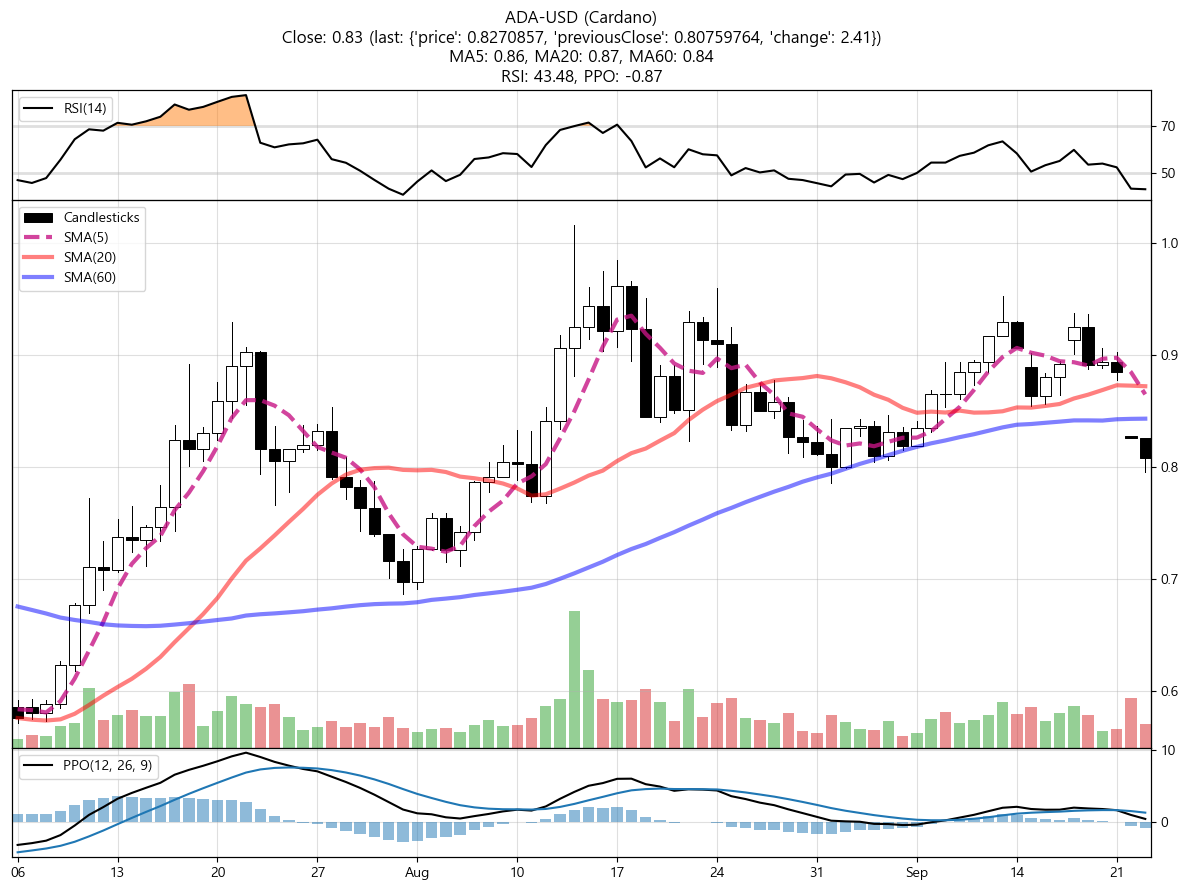 ADA-USD (Cardano)
Close: 0.83 (last: {'price': 0.8270857, 'previousClose': 0.80759764, 'change': 2.41})
MA5: 0.86, MA20: 0.87, MA60: 0.84
RSI: 43.48, PPO: -0.87
RSI(14)
70
50
Candlesticks
SMA(5)
SMA(20)
SMA(60)
1.0
0.9
0.8
0.7
0.6
PPO(12, 26, 9)
10
0
06 13 20 27 Aug 10 17 24 31 Sep 14 21